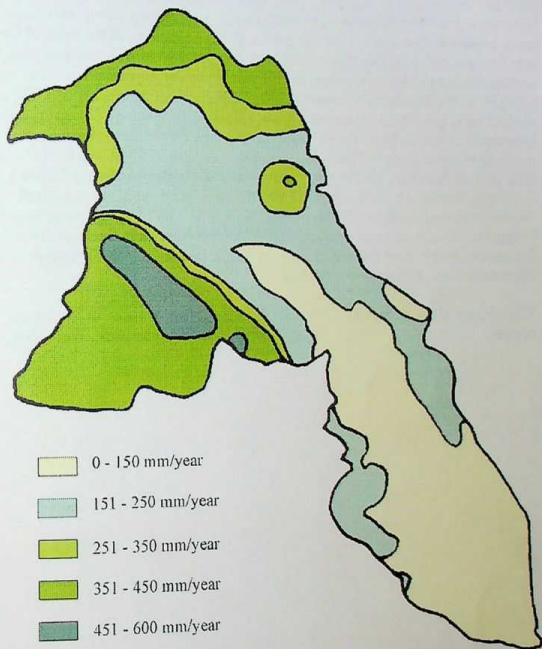 0 - 150 mm/year
151 - 250 mm/year
251 - 350 mm/year
351 - 450 mm/year
451 - 600 mm/year